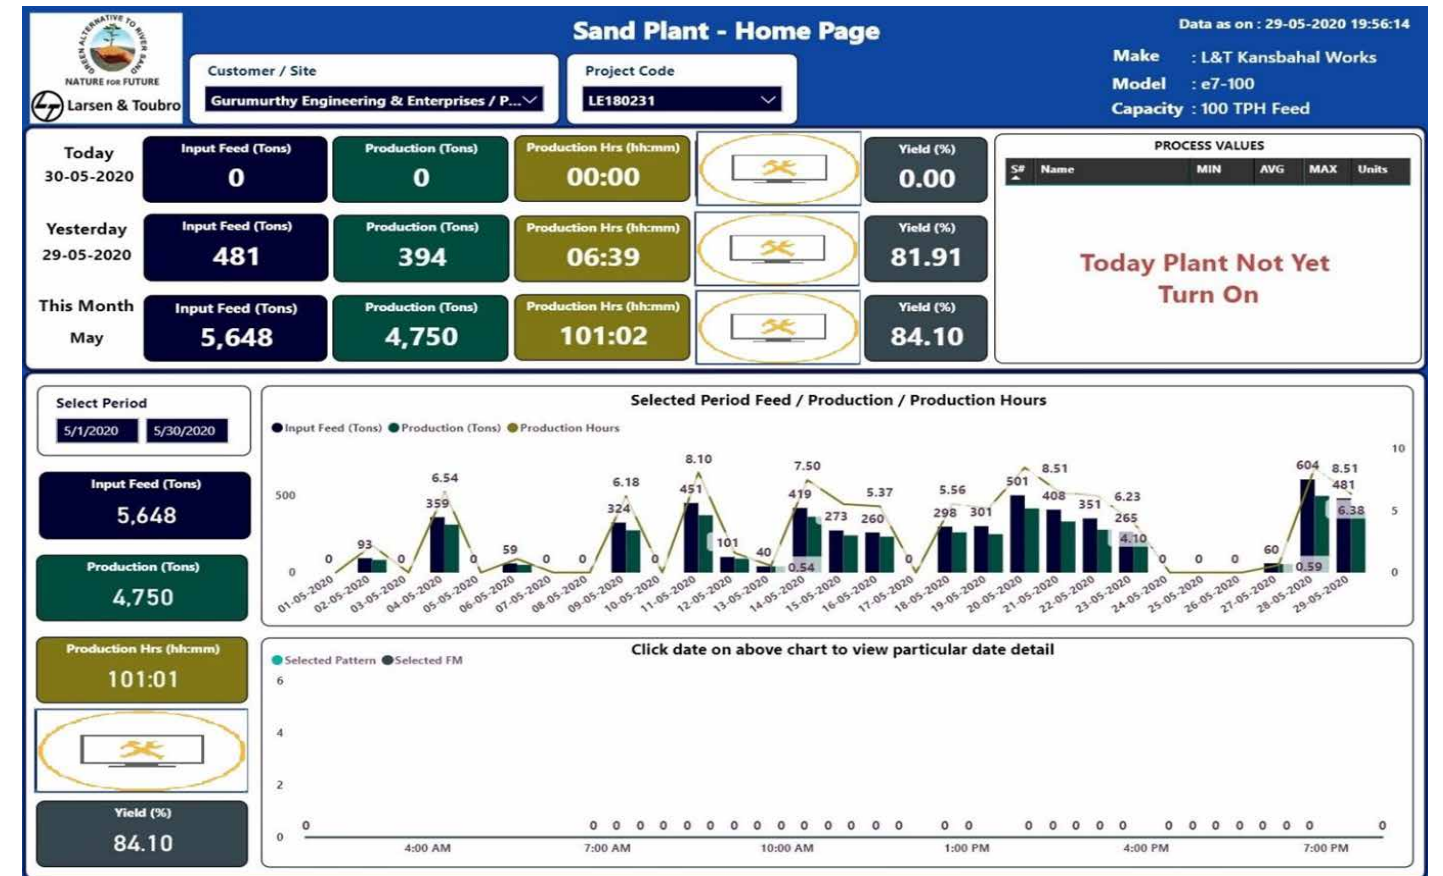 GREEN ALTERNATIVE TO RIVER SAND
NATURE FOR FUTURE
Larsen & Toubro
Sand Plant - Home Page
Data as on : 29-05-2020 19:56:14
Make : L&T Kansbahal Works
Model : e7-100
Capacity : 100 TPH Feed
Customer / Site
Gurumurthy Engineering & Enterprises / P...
Project Code
LE180231
Today
30-05-2020
Input Feed (Tons)
0
Production (Tons)
0
Production Hrs (hh:mm)
00:00
Yield (%)
0.00
Yesterday
29-05-2020
Input Feed (Tons)
481
Production (Tons)
394
Production Hrs (hh:mm)
06:39
Yield (%)
81.91
This Month
May
Input Feed (Tons)
5,648
Production (Tons)
4,750
Production Hrs (hh:mm)
101:02
Yield (%)
84.10
PROCESS VALUES
S# Name MIN AVG MAX Units
Today Plant Not Yet
Turn On
Select Period
5/1/2020 5/30/2020
Input Feed (Tons)
5,648
Production (Tons)
4,750
Production Hrs (hh:mm)
101:01
Yield (%)
84.10
Selected Period Feed / Production / Production Hours
Input Feed (Tons) Production (Tons) Production Hours
8.10 7.50 8.51 604 8.51 10
6.54 6.18 5.37 5.56 6.23
500 359 324 451 419 273 260 298 301 501 408 351 265 481 6.38 5
93 59 101 40 4.10 60
0 0 0 0 0 0 0 0 0.54 0 0 0 0 0 0.59 0
01-05-2020 02-05-2020 03-05-2020 04-05-2020 05-05-2020 06-05-2020 07-05-2020 08-05-2020 09-05-2020 10-05-2020 11-05-2020 12-05-2020 13-05-2020 14-05-2020 15-05-2020 16-05-2020 17-05-2020 18-05-2020 19-05-2020 20-05-2020 21-05-2020 22-05-2020 23-05-2020 24-05-2020 25-05-2020 26-05-2020 27-05-2020 28-05-2020 29-05-2020
Click date on above chart to view particular date detail
Selected Pattern Selected FM
6
4
2
0 0 0 0 0 0 0 0 0 0 0 0 0 0 0 0 0 0 0 0 0 0 0 0 0 0 0 0 0 0
0
4:00 AM 7:00 AM 10:00 AM 1:00 PM 4:00 PM 7:00 PM